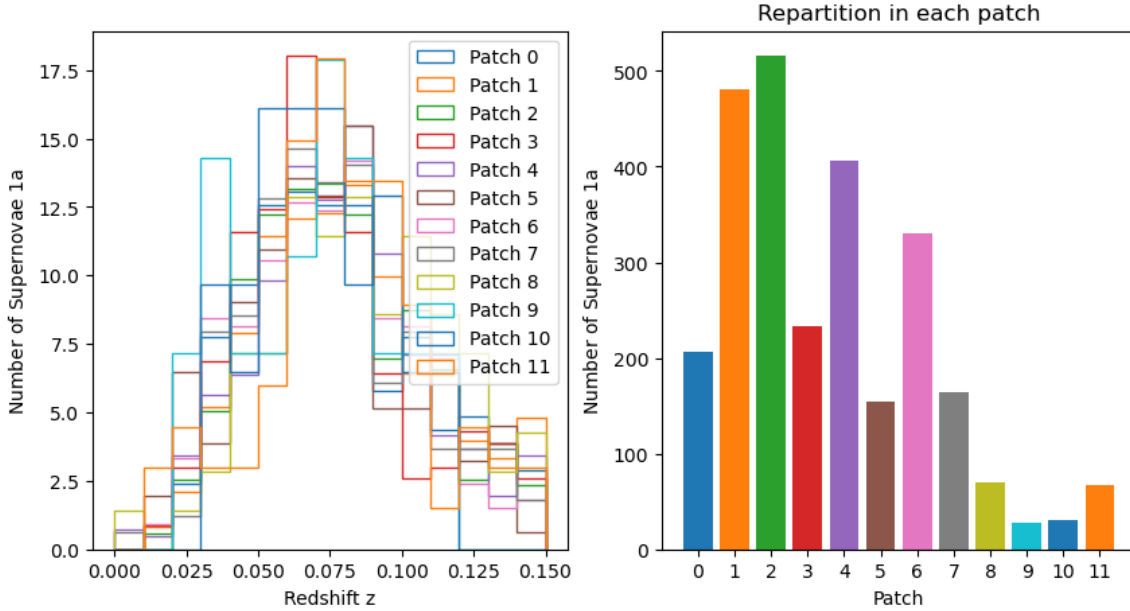 Number of Supernovae 1a
17.5
15.0
12.5
10.0
7.5
5.0
2.5
0.0
0.000
0.025
0.050
0.075
0.100
0.125
0.150
Redshift z
Patch 0
Patch 1
Patch 2
Patch 3
Patch 4
Patch 5
Patch 6
Patch 7
Patch 8
Patch 9
Patch 10
Patch 11
Repartition in each patch
Number of Supernovae 1a
500
400
300
200
100
0
0
1
2
3
4
5
6
7
8
9
10
11
Patch